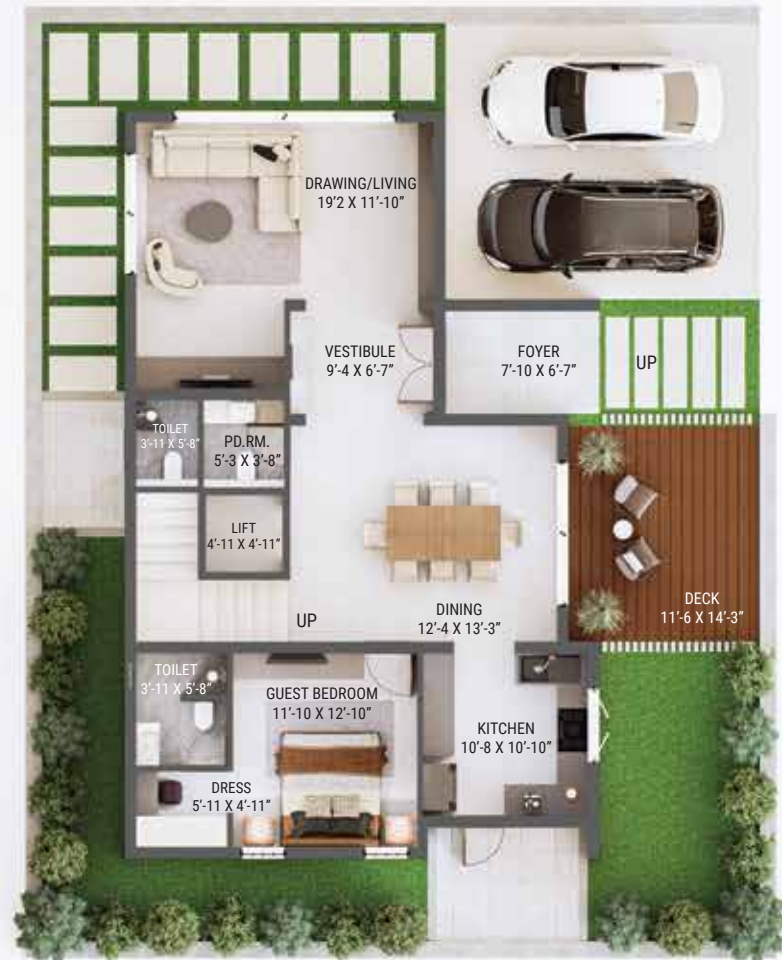 DRAWING/LIVING
19'2 X 11'-10”
VESTIBULE
9'-4 X 6'-7”
FOYER
7'-10 X 6'-7”
UP
TOILET
3'-11 X 5'-8”
PD.RM.
5'-3 X 3'-8”
LIFT
4'-11 X 4'-11”
UP
DINING
12'-4 X 13'-3”
DECK
11'-6 X 14'-3”
TOILET
3'-11 X 5'-8”
GUEST BEDROOM
11'-10 X 12'-10”
KITCHEN
10'-8 X 10'-10”
DRESS
5'-11 X 4'-11”